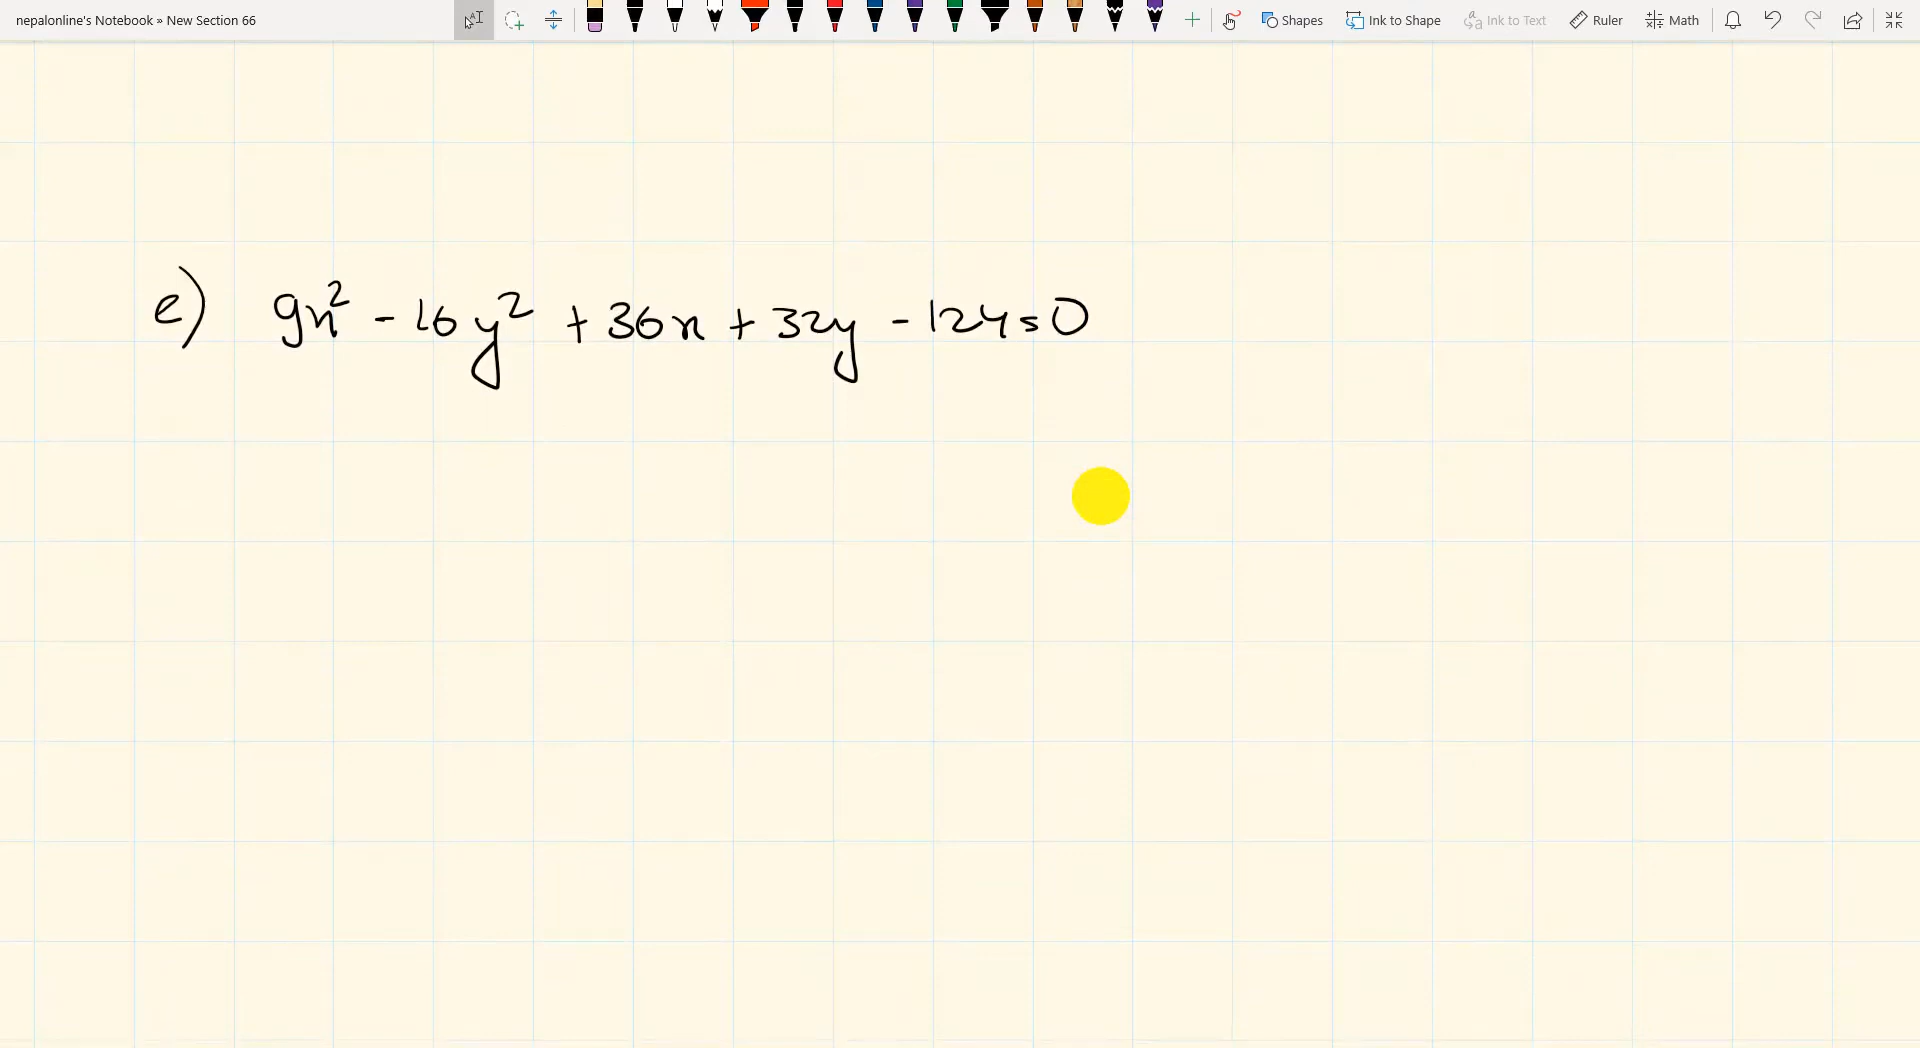 nepalonline's Notebook » New Section 66
Shapes
Ink to Shape
Ink to Text
Ruler
Math
e) 9x² - 16y² + 36x + 32y - 124 = 0